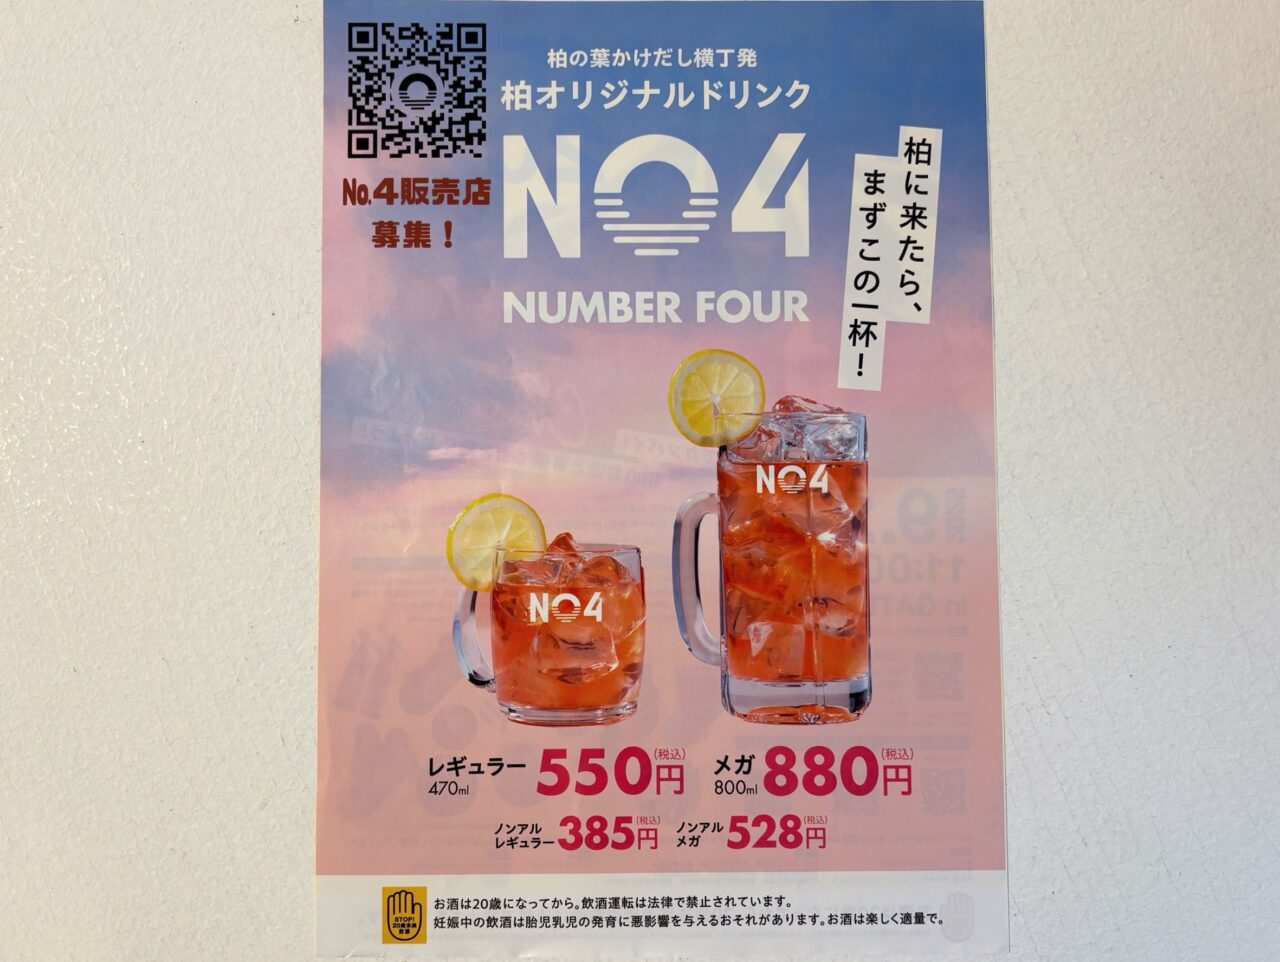 柏の葉かけだし横丁発
柏オリジナルドリンク
NO4
NUMBER FOUR
No.4販売店
募集！
柏に来たら、
まずこの一杯！
NO4
NO4
レギュラー 470ml 550円(税込) メガ 800ml 880円(税込)
ノンアル レギュラー 385円(税込) ノンアル メガ 528円(税込)
STOP!
20歳未満
飲酒
お酒は20歳になってから。飲酒運転は法律で禁止されています。
妊娠中の飲酒は胎児乳児の発育に悪影響を与えるおそれがあります。お酒は楽しく適量で。